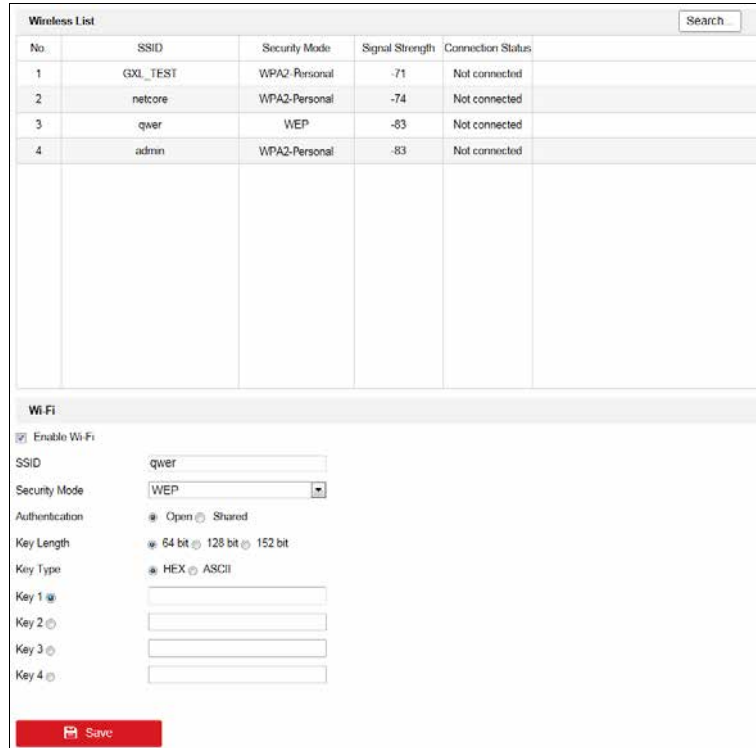 Wireless List Search...
No. SSID Security Mode Signal Strength Connection Status
1 GXL_TEST WPA2-Personal -71 Not connected
2 netcore WPA2-Personal -74 Not connected
3 qwer WEP -83 Not connected
4 admin WPA2-Personal -83 Not connected
Wi-Fi
Enable Wi-Fi
SSID qwer
Security Mode WEP
Authentication Open Shared
Key Length 64 bit 128 bit 152 bit
Key Type HEX ASCII
Key 1
Key 2
Key 3
Key 4
Save